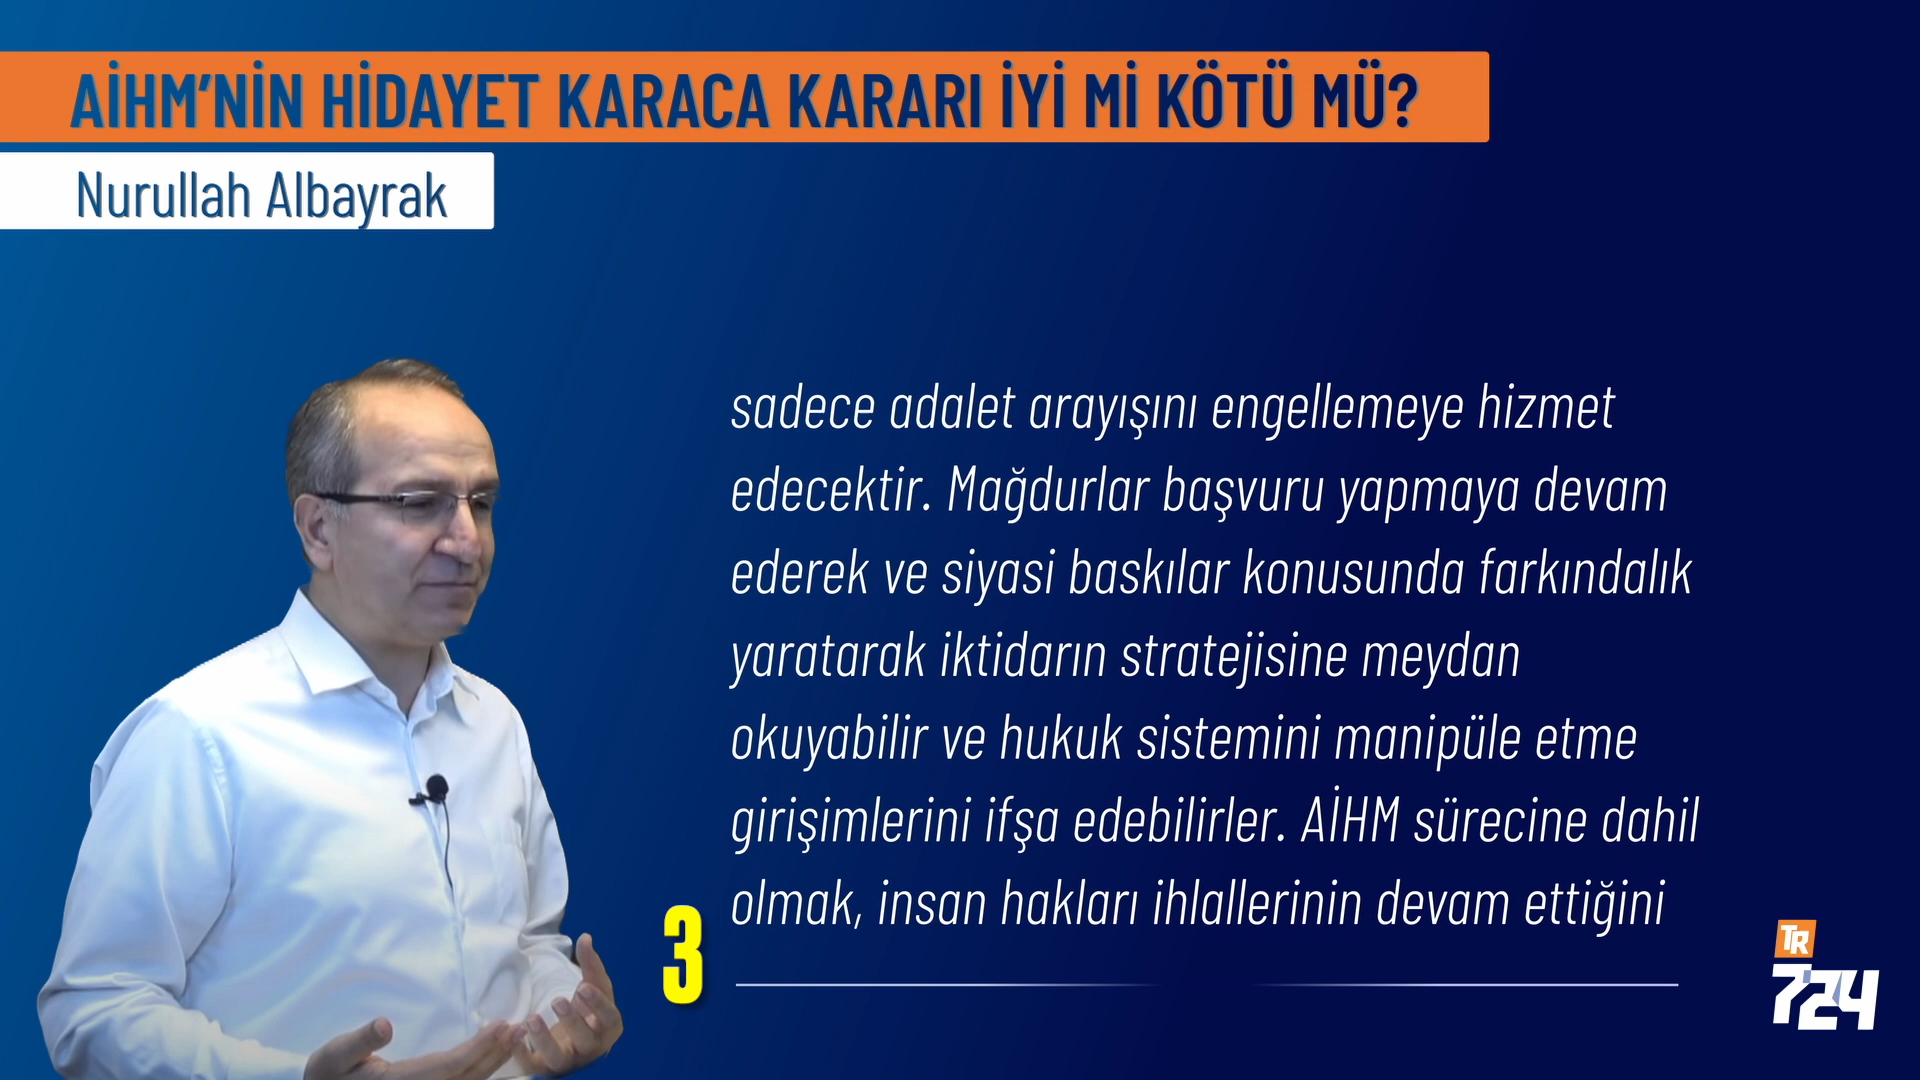 AİHM’NİN HİDAYET KARACA KARARI İYİ Mİ KÖTÜ MÜ?
Nurullah Albayrak
sadece adalet arayışını engellemeye hizmet
edecektir. Mağdurlar başvuru yapmaya devam
ederek ve siyasi baskılar konusunda farkındalık
yaratarak iktidarın stratejisine meydan
okuyabilir ve hukuk sistemini manipüle etme
girişimlerini ifşa edebilirler. AİHM sürecine dahil
olmak, insan hakları ihlallerinin devam ettiğini
3
TR
724